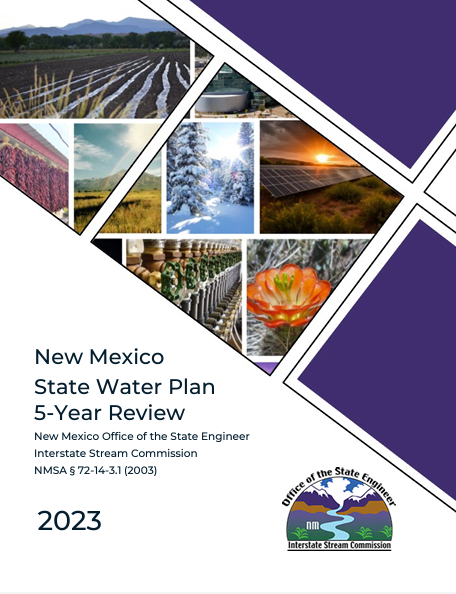 New Mexico
State Water Plan
5-Year Review
New Mexico Office of the State Engineer
Interstate Stream Commission
NMSA § 72-14-3.1 (2003)
2023
Office of the State Engineer
nm
Interstate Stream Commission